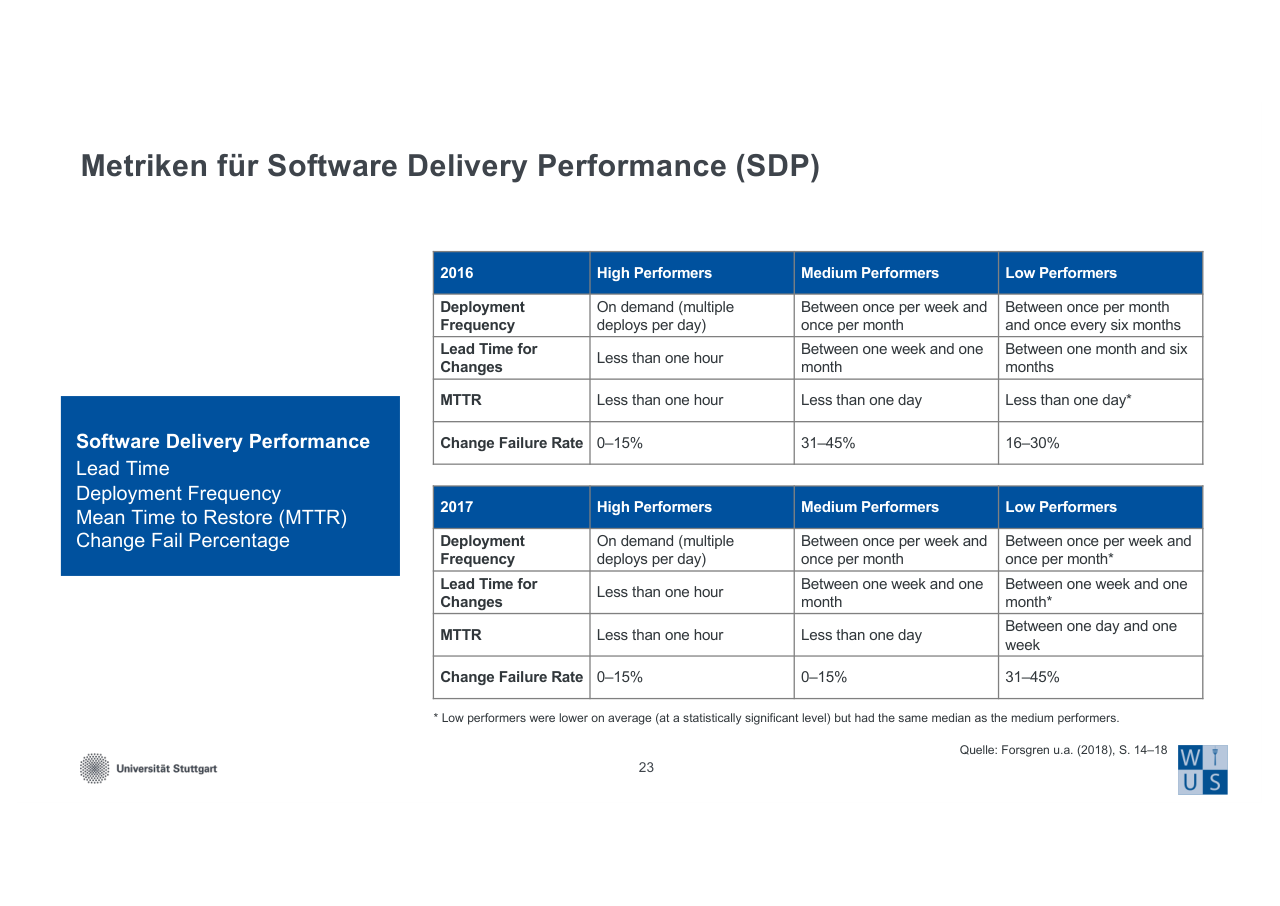 Metriken für Software Delivery Performance (SDP)
Software Delivery Performance
Lead Time
Deployment Frequency
Mean Time to Restore (MTTR)
Change Fail Percentage
2016 High Performers Medium Performers Low Performers
Deployment Frequency On demand (multiple deploys per day) Between once per week and once per month Between once per month and once every six months
Lead Time for Changes Less than one hour Between one week and one month Between one month and six months
MTTR Less than one hour Less than one day Less than one day*
Change Failure Rate 0–15% 31–45% 16–30%
2017 High Performers Medium Performers Low Performers
Deployment Frequency On demand (multiple deploys per day) Between once per week and once per month Between once per week and once per month*
Lead Time for Changes Less than one hour Between one week and one month Between one week and one month*
MTTR Less than one hour Less than one day Between one day and one week
Change Failure Rate 0–15% 0–15% 31–45%
* Low performers were lower on average (at a statistically significant level) but had the same median as the medium performers.
Quelle: Forsgren u.a. (2018), S. 14–18
Universität Stuttgart
23
W I
U S